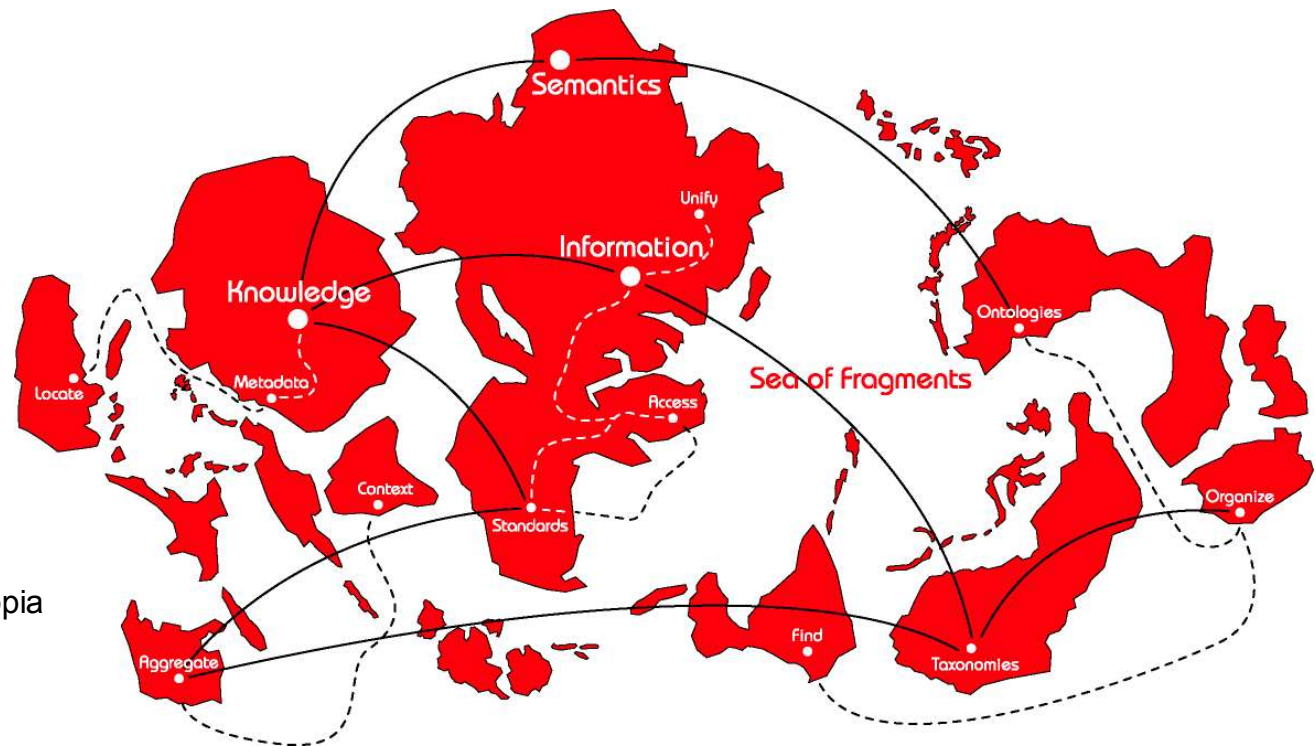 Semantics
Unify
Information
Knowledge
Ontologies
Sea of Fragments
Locate
Metadata
Access
Context
Organize
Standards
pia
Find
Aggregate
Taxonomies